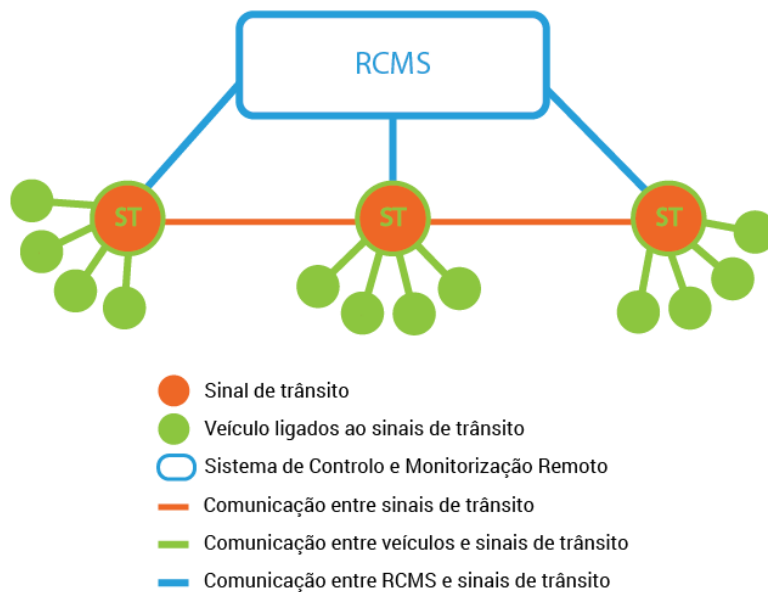 RCMS
ST ST ST
Sinal de trânsito
Veículo ligados ao sinais de trânsito
Sistema de Controlo e Monitorização Remoto
Comunicação entre sinais de trânsito
Comunicação entre veículos e sinais de trânsito
Comunicação entre RCMS e sinais de trânsito